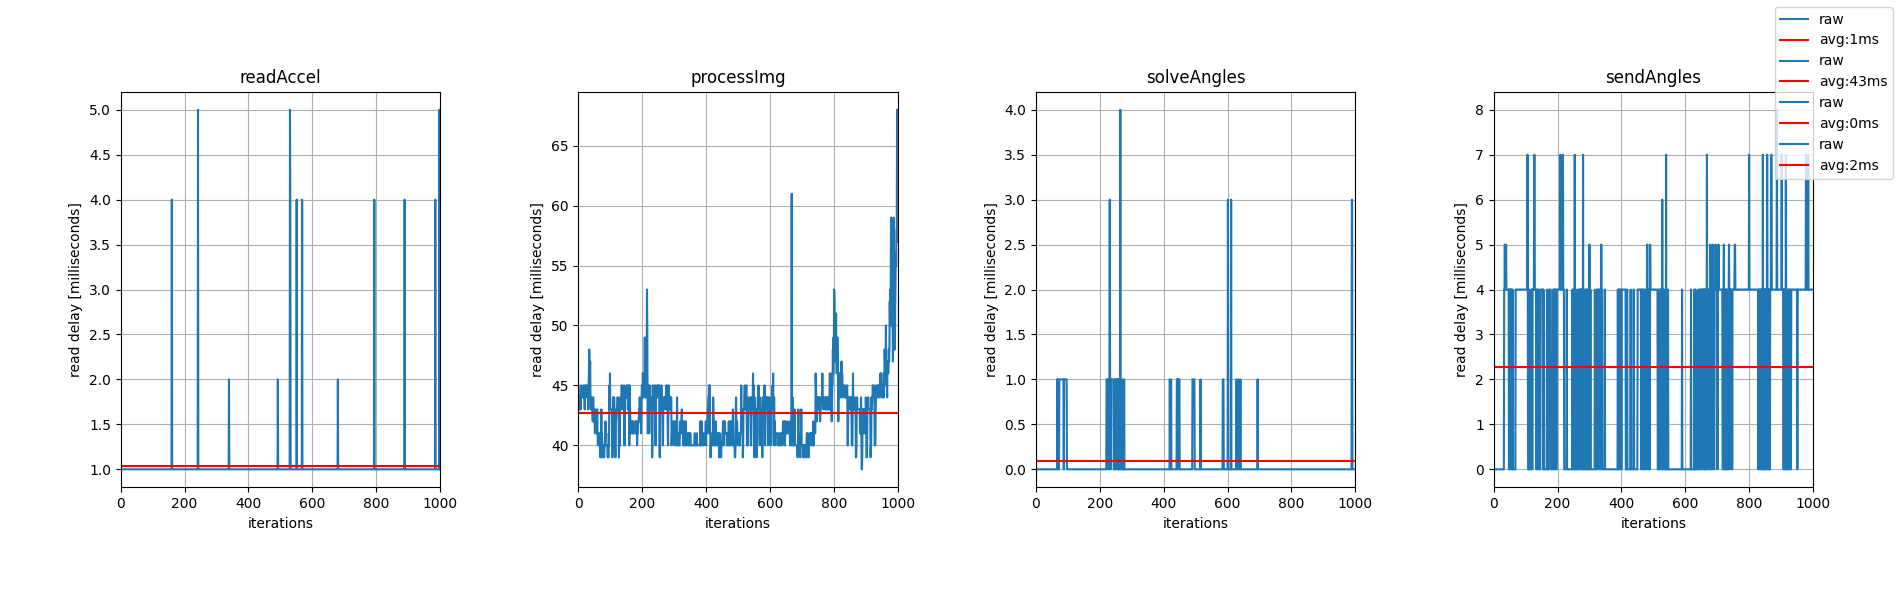 raw
avg:1ms
raw
avg:43ms
raw
avg:0ms
raw
avg:2ms
readAccel
read delay [milliseconds]
5.0
4.5
4.0
3.5
3.0
2.5
2.0
1.5
1.0
0 200 400 600 800 1000
iterations
processImg
read delay [milliseconds]
65
60
55
50
45
40
0 200 400 600 800 1000
iterations
solveAngles
read delay [milliseconds]
4.0
3.5
3.0
2.5
2.0
1.5
1.0
0.5
0.0
0 200 400 600 800 1000
iterations
sendAngles
read delay [milliseconds]
8
7
6
5
4
3
2
1
0
0 200 400 600 800 1000
iterations